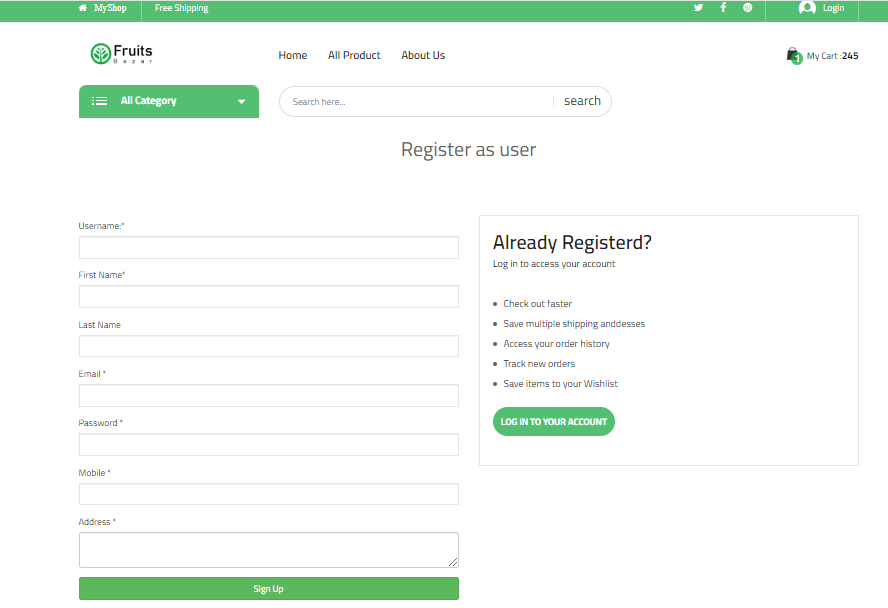 MyShop Free Shipping Login
Fruits
Bazar
Home All Product About Us
1 My Cart :245
All Category
Search here... search
Register as user
Username:*
First Name*
Last Name
Email *
Password *
Mobile *
Address *
Sign Up
Already Registerd?
Log in to access your account
Check out faster
Save multiple shipping anddesses
Access your order history
Track new orders
Save items to your Wishlist
LOG IN TO YOUR ACCOUNT